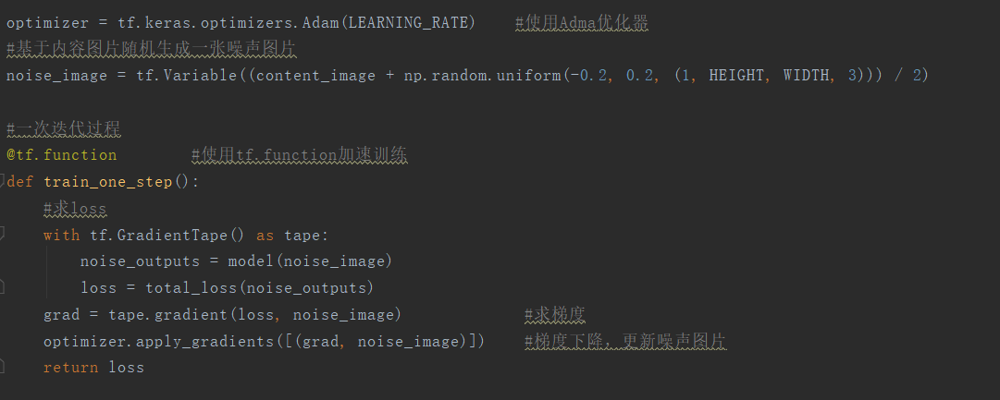 optimizer = tf.keras.optimizers.Adam(LEARNING_RATE)    #使用Adma优化器
#基于内容图片随机生成一张噪声图片
noise_image = tf.Variable((content_image + np.random.uniform(-0.2, 0.2, (1, HEIGHT, WIDTH, 3))) / 2)
#一次迭代过程
@tf.function        #使用tf.function加速训练
def train_one_step():
    #求loss
    with tf.GradientTape() as tape:
        noise_outputs = model(noise_image)
        loss = total_loss(noise_outputs)
    grad = tape.gradient(loss, noise_image)             #求梯度
    optimizer.apply_gradients([(grad, noise_image)])    #梯度下降，更新噪声图片
    return loss